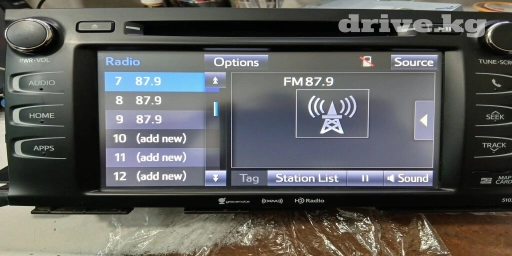 drive.kg
PWR·VOL
AUDIO
HOME
APPS
Radio
Options
Source
7 87.9
8 87.9
9 87.9
10 (add new)
11 (add new)
12 (add new)
FM 87.9
Tag
Station List
Sound
TUNE·SCR
SEEK
TRACK
MAP
CARD
HD Radio
510